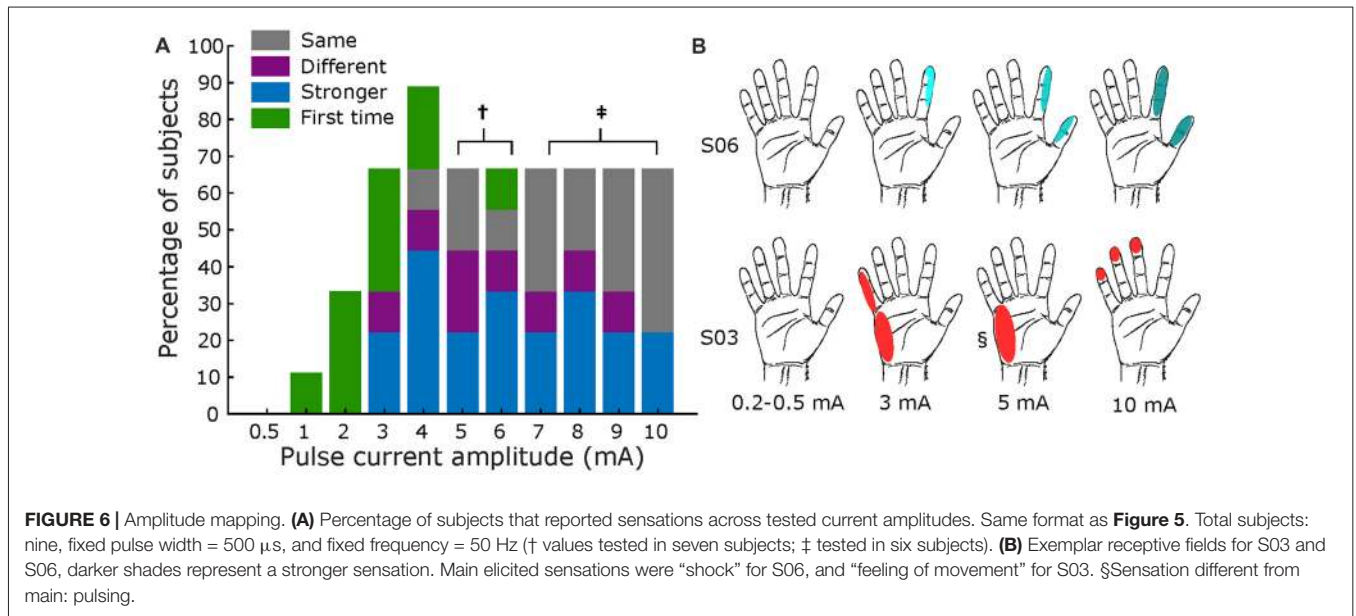 A
100
90
80
70
60
50
40
30
20
10
0
Percentage of subjects
Same
Different
Stronger
First time
†
‡
0.5 1 2 3 4 5 6 7 8 9 10
Pulse current amplitude (mA)
B
S06
S03
§
0.2-0.5 mA 3 mA 5 mA 10 mA
FIGURE 6 | Amplitude mapping. (A) Percentage of subjects that reported sensations across tested current amplitudes. Same format as Figure 5. Total subjects:
nine, fixed pulse width = 500 μs, and fixed frequency = 50 Hz († values tested in seven subjects; ‡ tested in six subjects). (B) Exemplar receptive fields for S03 and
S06, darker shades represent a stronger sensation. Main elicited sensations were “shock” for S06, and “feeling of movement” for S03. §Sensation different from
main: pulsing.